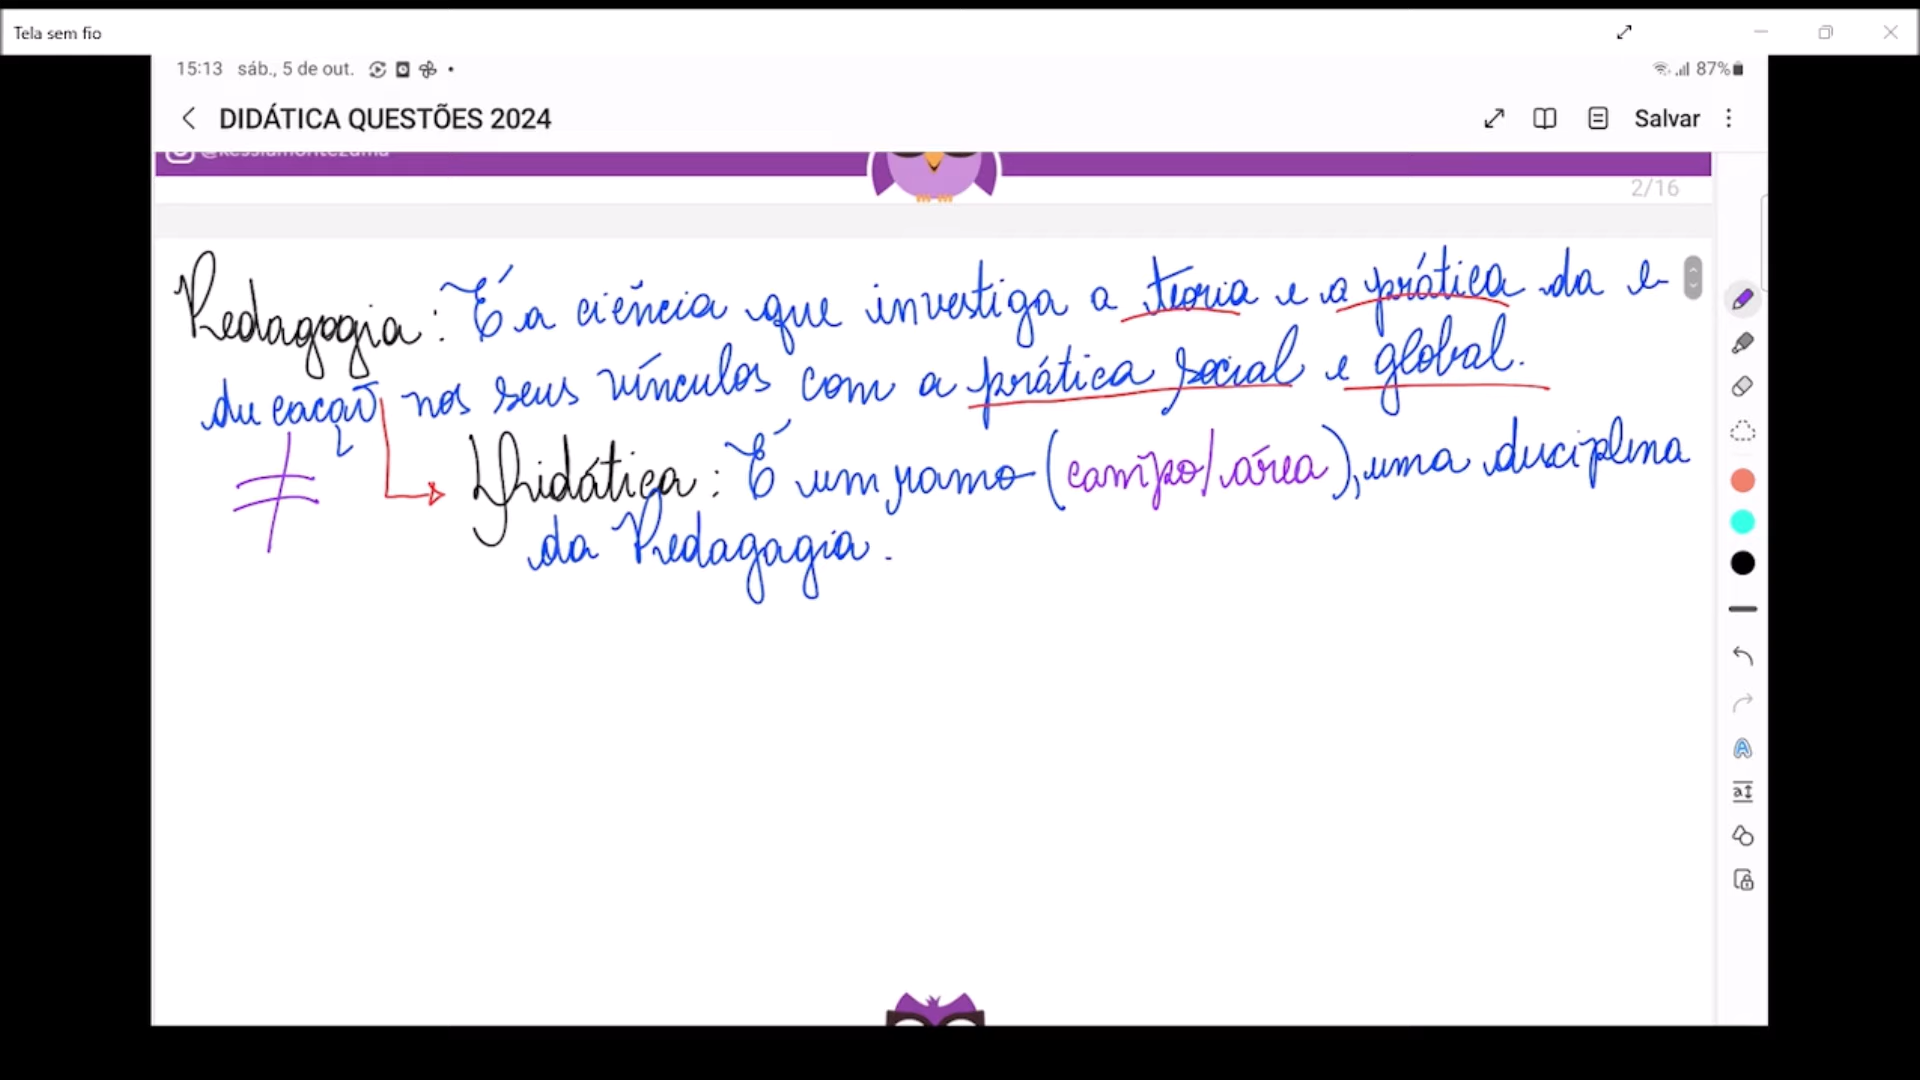 Tela sem fio
15:13 sáb., 5 de out.
87%
DIDÁTICA QUESTÕES 2024
Salvar
@kessiamontezuma
2/16
Pedagogia: É a ciência que investiga a teoria e a prática da e-
ducação nos seus vínculos com a prática social e global.
≠ Didática: É um ramo (campo/área), uma disciplina
da Pedagogia.